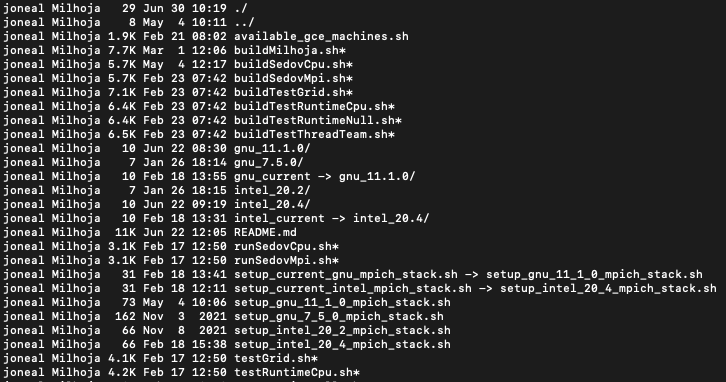 joneal Milhoja   29 Jun 30 10:19 ./
joneal Milhoja    8 May  4 10:11 ../
joneal Milhoja 1.9K Feb 21 08:02 available_gce_machines.sh
joneal Milhoja 7.7K Mar  1 12:06 buildMilhoja.sh*
joneal Milhoja 5.7K May  4 12:17 buildSedovCpu.sh*
joneal Milhoja 5.7K Feb 23 07:42 buildSedovMpi.sh*
joneal Milhoja 7.1K Feb 23 07:42 buildTestGrid.sh*
joneal Milhoja 6.4K Feb 23 07:42 buildTestRuntimeCpu.sh*
joneal Milhoja 6.4K Feb 23 07:42 buildTestRuntimeNull.sh*
joneal Milhoja 6.5K Feb 23 07:42 buildTestThreadTeam.sh*
joneal Milhoja   10 Jun 22 08:30 gnu_11.1.0/
joneal Milhoja    7 Jan 26 18:14 gnu_7.5.0/
joneal Milhoja   10 Feb 18 13:55 gnu_current -> gnu_11.1.0/
joneal Milhoja    7 Jan 26 18:15 intel_20.2/
joneal Milhoja   10 Jun 22 09:19 intel_20.4/
joneal Milhoja   10 Feb 18 13:31 intel_current -> intel_20.4/
joneal Milhoja  11K Jun 22 12:05 README.md
joneal Milhoja 3.1K Feb 17 12:50 runSedovCpu.sh*
joneal Milhoja 3.1K Feb 17 12:50 runSedovMpi.sh*
joneal Milhoja   31 Feb 18 13:41 setup_current_gnu_mpich_stack.sh -> setup_gnu_11_1_0_mpich_stack.sh
joneal Milhoja   31 Feb 18 12:11 setup_current_intel_mpich_stack.sh -> setup_intel_20_4_mpich_stack.sh
joneal Milhoja   73 May  4 10:06 setup_gnu_11_1_0_mpich_stack.sh
joneal Milhoja  162 Nov  3  2021 setup_gnu_7_5_0_mpich_stack.sh
joneal Milhoja   66 Nov  8  2021 setup_intel_20_2_mpich_stack.sh
joneal Milhoja   66 Feb 18 15:38 setup_intel_20_4_mpich_stack.sh
joneal Milhoja 4.1K Feb 17 12:50 testGrid.sh*
joneal Milhoja 4.2K Feb 17 12:50 testRuntimeCpu.sh*